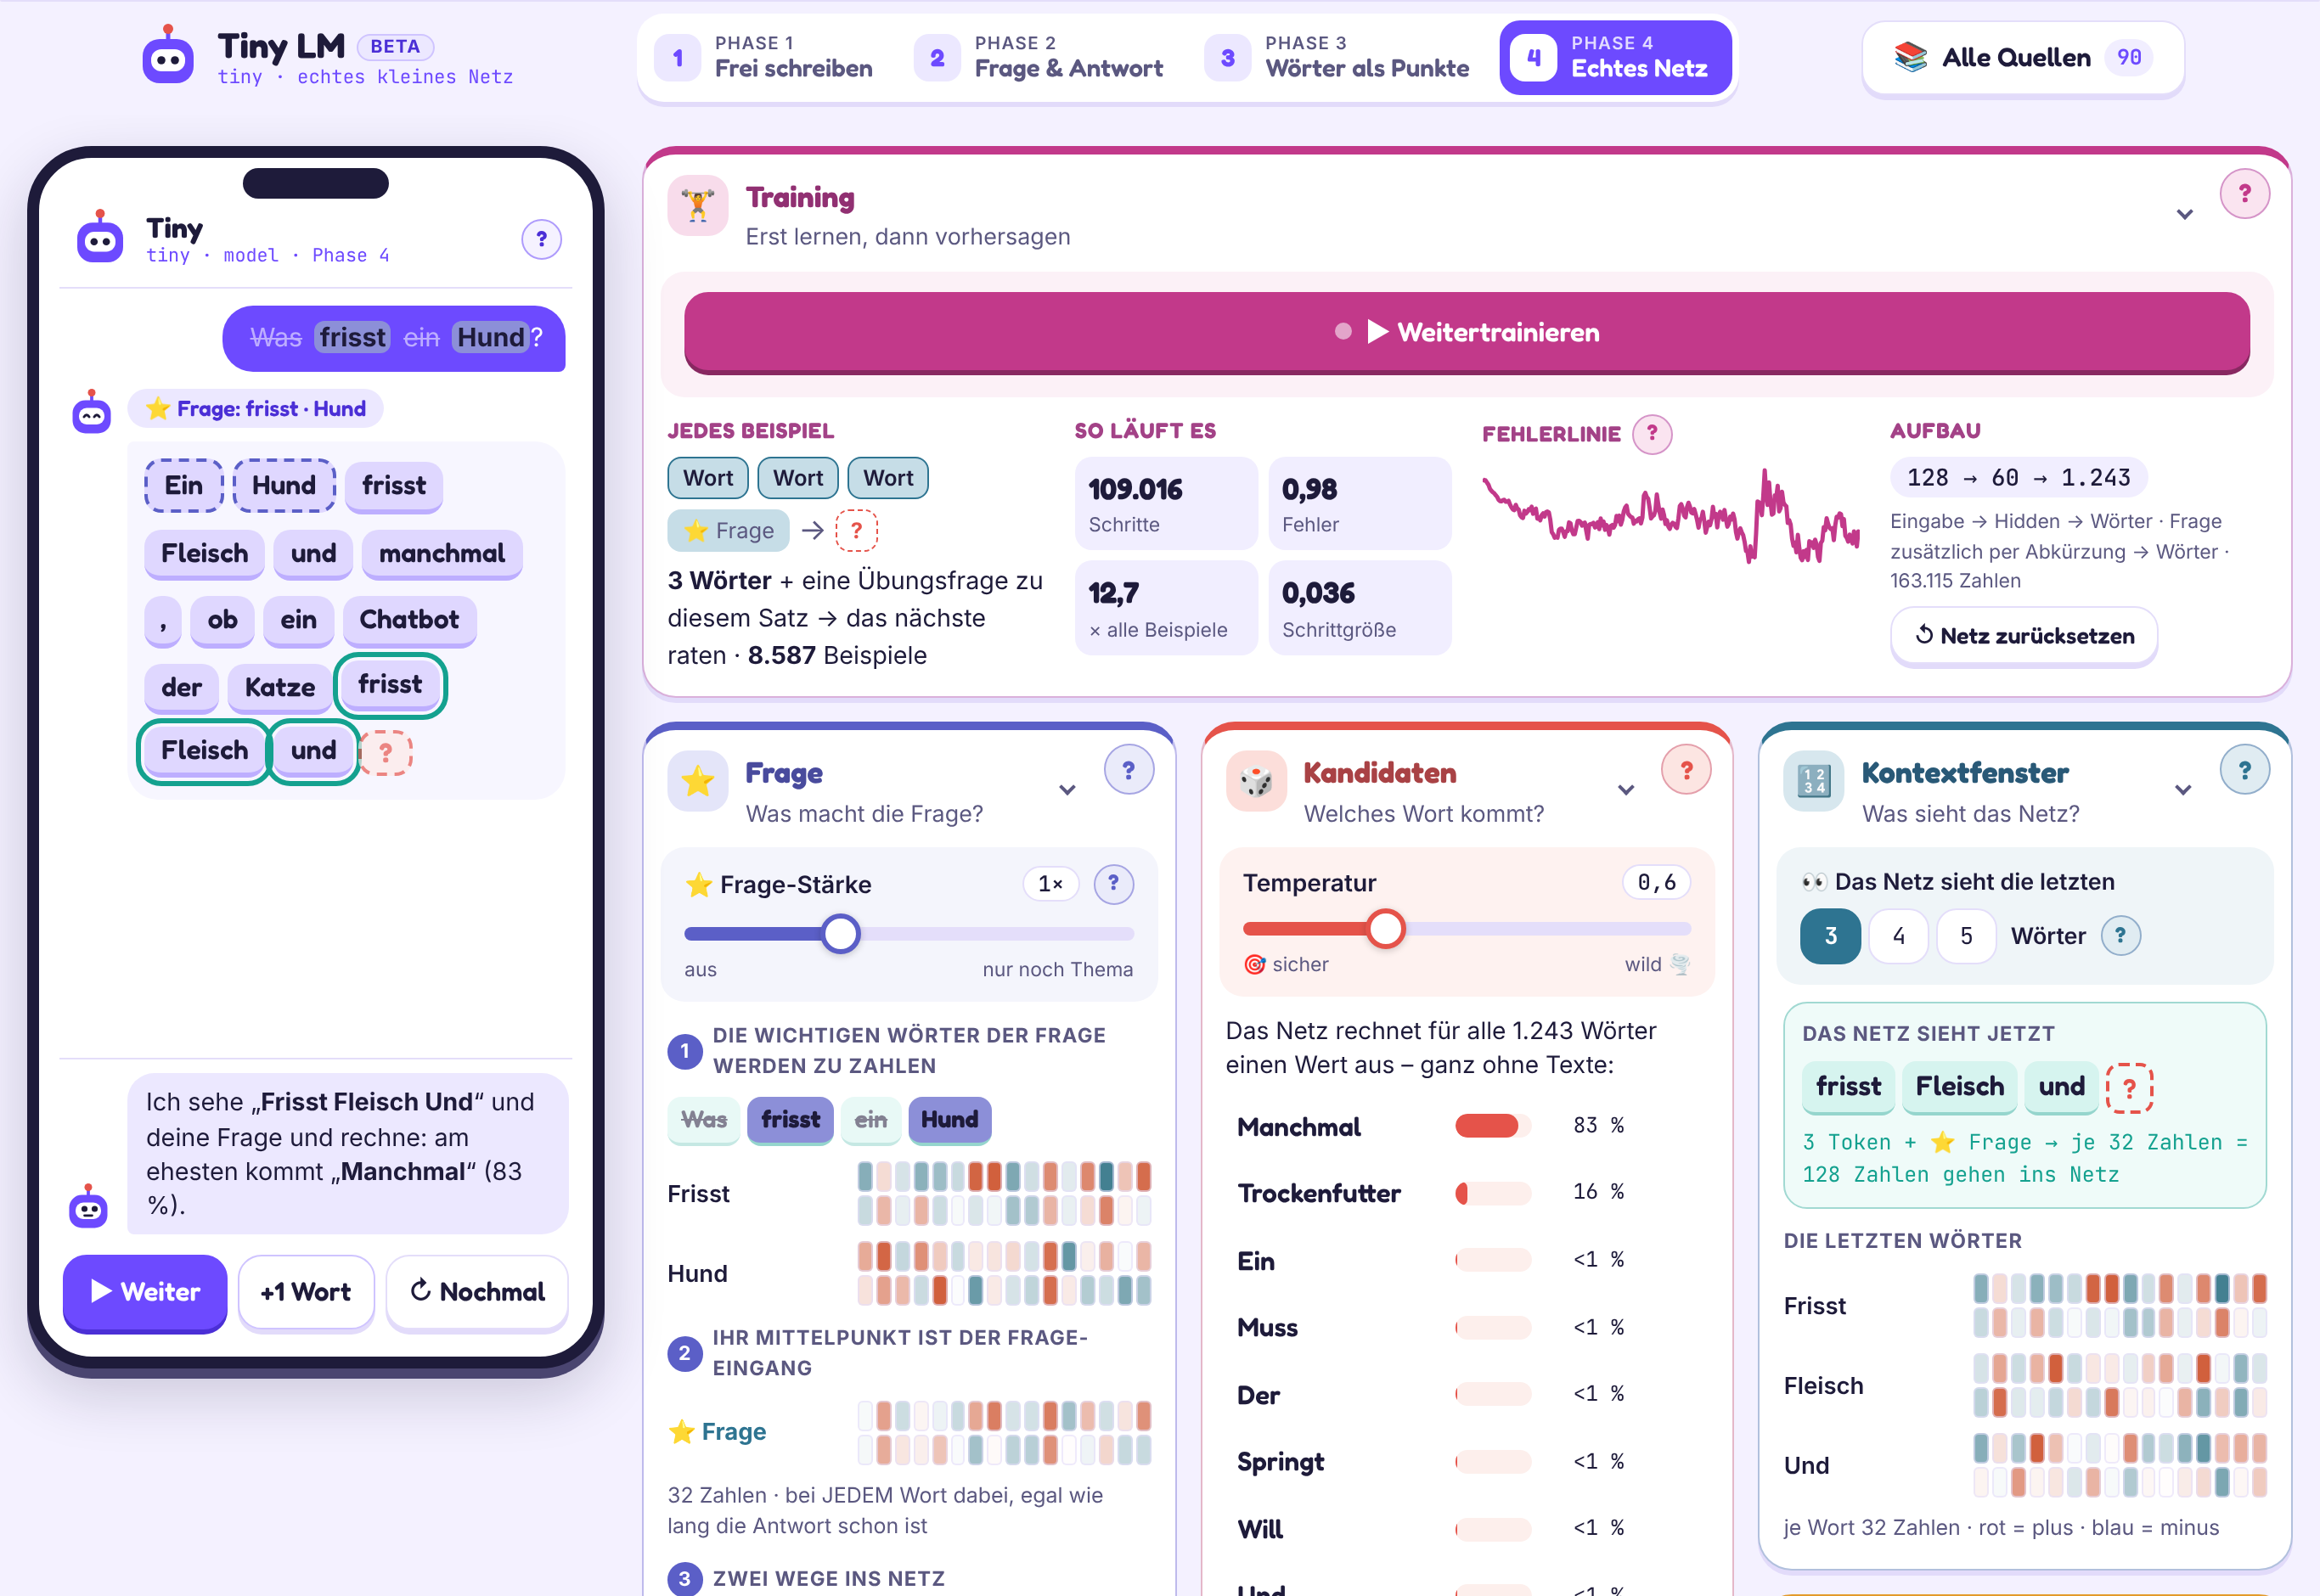 Tiny LM BETA
tiny · echtes kleines Netz
1 PHASE 1
Frei schreiben
2 PHASE 2
Frage & Antwort
3 PHASE 3
Wörter als Punkte
4 PHASE 4
Echtes Netz
📚 Alle Quellen 90
Tiny
tiny · model · Phase 4
?
Was frisst ein Hund?
⭐ Frage: frisst · Hund
Ein Hund frisst
Fleisch und manchmal
, ob ein Chatbot
der Katze frisst
Fleisch und ?
Ich sehe „Frisst Fleisch Und“ und
deine Frage und rechne: am
ehesten kommt „Manchmal“ (83
%).
▶ Weiter
+1 Wort
↻ Nochmal
Training
Erst lernen, dann vorhersagen
?
▶ Weitertrainieren
JEDES BEISPIEL
Wort Wort Wort
⭐ Frage → ?
3 Wörter + eine Übungsfrage zu
diesem Satz → das nächste
raten · 8.587 Beispiele
SO LÄUFT ES
109.016
Schritte
0,98
Fehler
12,7
× alle Beispiele
0,036
Schrittgröße
FEHLERLINIE ?
AUFBAU
128 → 60 → 1.243
Eingabe → Hidden → Wörter · Frage
zusätzlich per Abkürzung → Wörter ·
163.115 Zahlen
↺ Netz zurücksetzen
Frage
Was macht die Frage?
?
⭐ Frage-Stärke 1× ?
aus nur noch Thema
1 DIE WICHTIGEN WÖRTER DER FRAGE
WERDEN ZU ZAHLEN
Was frisst ein Hund
Frisst
Hund
2 IHR MITTELPUNKT IST DER FRAGE-
EINGANG
⭐ Frage
32 Zahlen · bei JEDEM Wort dabei, egal wie
lang die Antwort schon ist
3 ZWEI WEGE INS NETZ
Kandidaten
Welches Wort kommt?
?
Temperatur 0,6
🎯 sicher wild 🌪️
Das Netz rechnet für alle 1.243 Wörter
einen Wert aus – ganz ohne Texte:
Manchmal 83 %
Trockenfutter 16 %
Ein <1 %
Muss <1 %
Der <1 %
Springt <1 %
Will <1 %
Und <1 %
Kontextfenster
Was sieht das Netz?
?
👀 Das Netz sieht die letzten
3 4 5 Wörter ?
DAS NETZ SIEHT JETZT
frisst Fleisch und ?
3 Token + ⭐ Frage → je 32 Zahlen =
128 Zahlen gehen ins Netz
DIE LETZTEN WÖRTER
Frisst
Fleisch
Und
je Wort 32 Zahlen · rot = plus · blau = minus